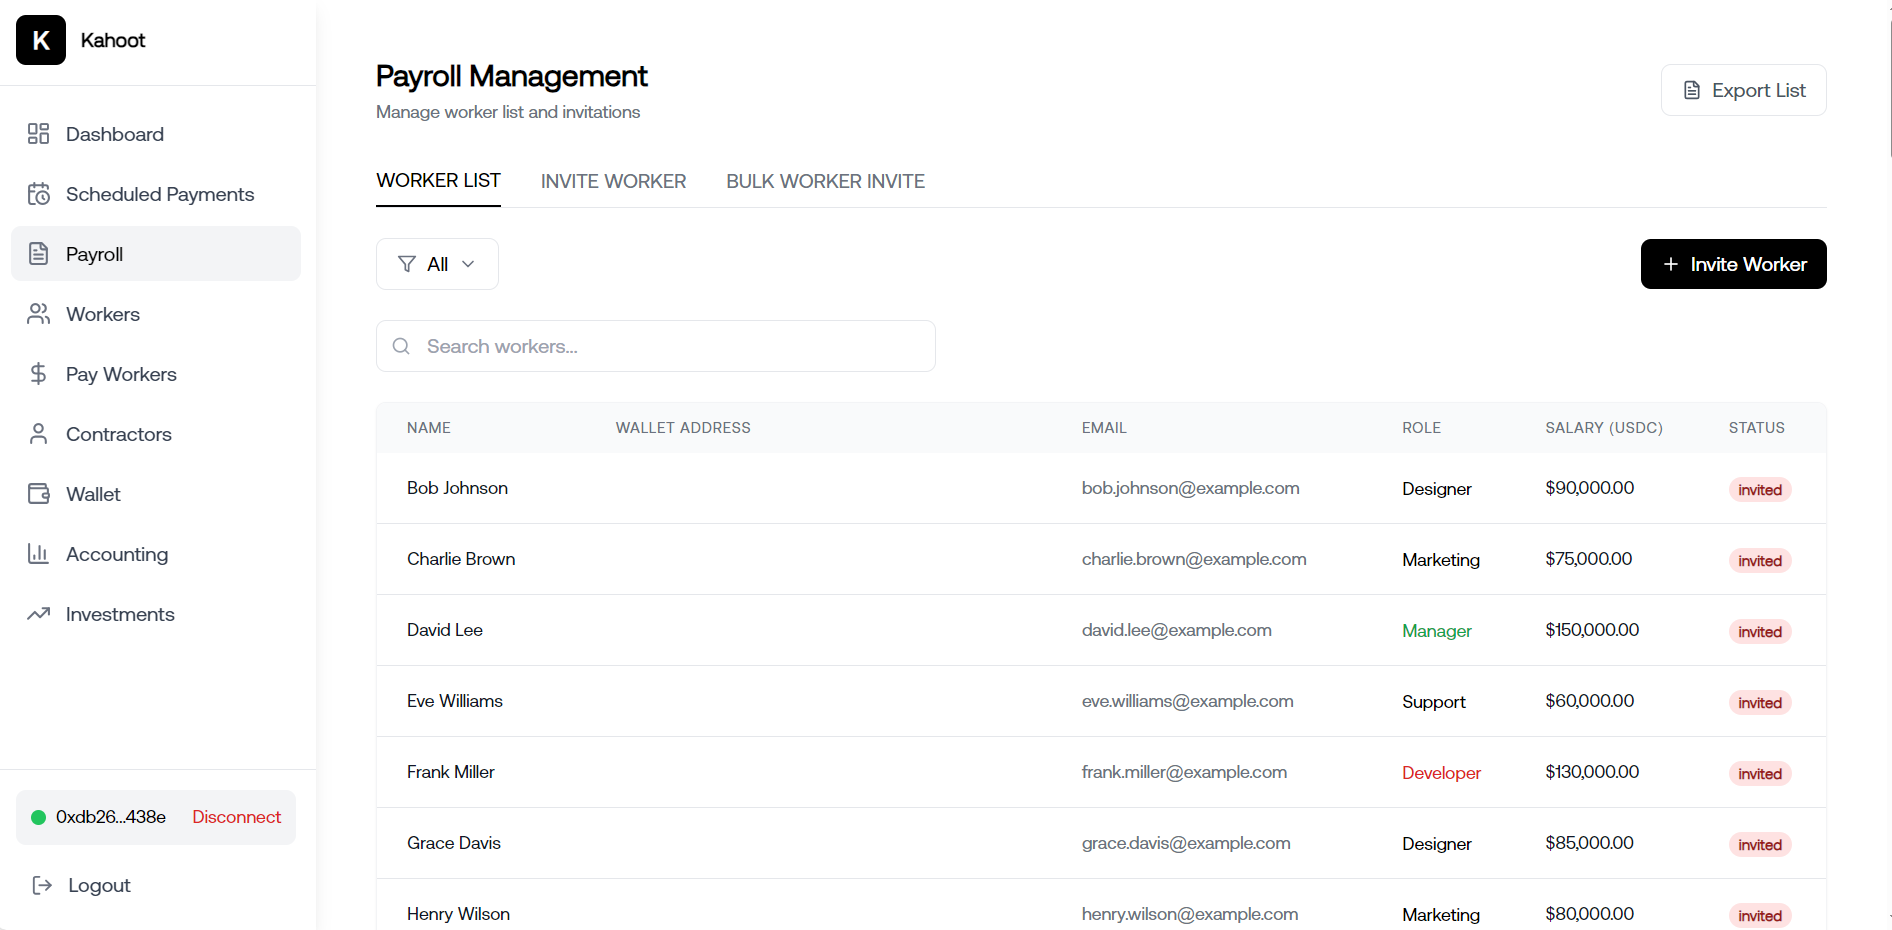 K Kahoot
Dashboard
Scheduled Payments
Payroll
Workers
Pay Workers
Contractors
Wallet
Accounting
Investments
0xdb26...438e Disconnect
Logout
Payroll Management
Manage worker list and invitations
Export List
WORKER LIST INVITE WORKER BULK WORKER INVITE
All
+ Invite Worker
Search workers...
NAME WALLET ADDRESS EMAIL ROLE SALARY (USDC) STATUS
Bob Johnson bob.johnson@example.com Designer $90,000.00 invited
Charlie Brown charlie.brown@example.com Marketing $75,000.00 invited
David Lee david.lee@example.com Manager $150,000.00 invited
Eve Williams eve.williams@example.com Support $60,000.00 invited
Frank Miller frank.miller@example.com Developer $130,000.00 invited
Grace Davis grace.davis@example.com Designer $85,000.00 invited
Henry Wilson henry.wilson@example.com Marketing $80,000.00 invited